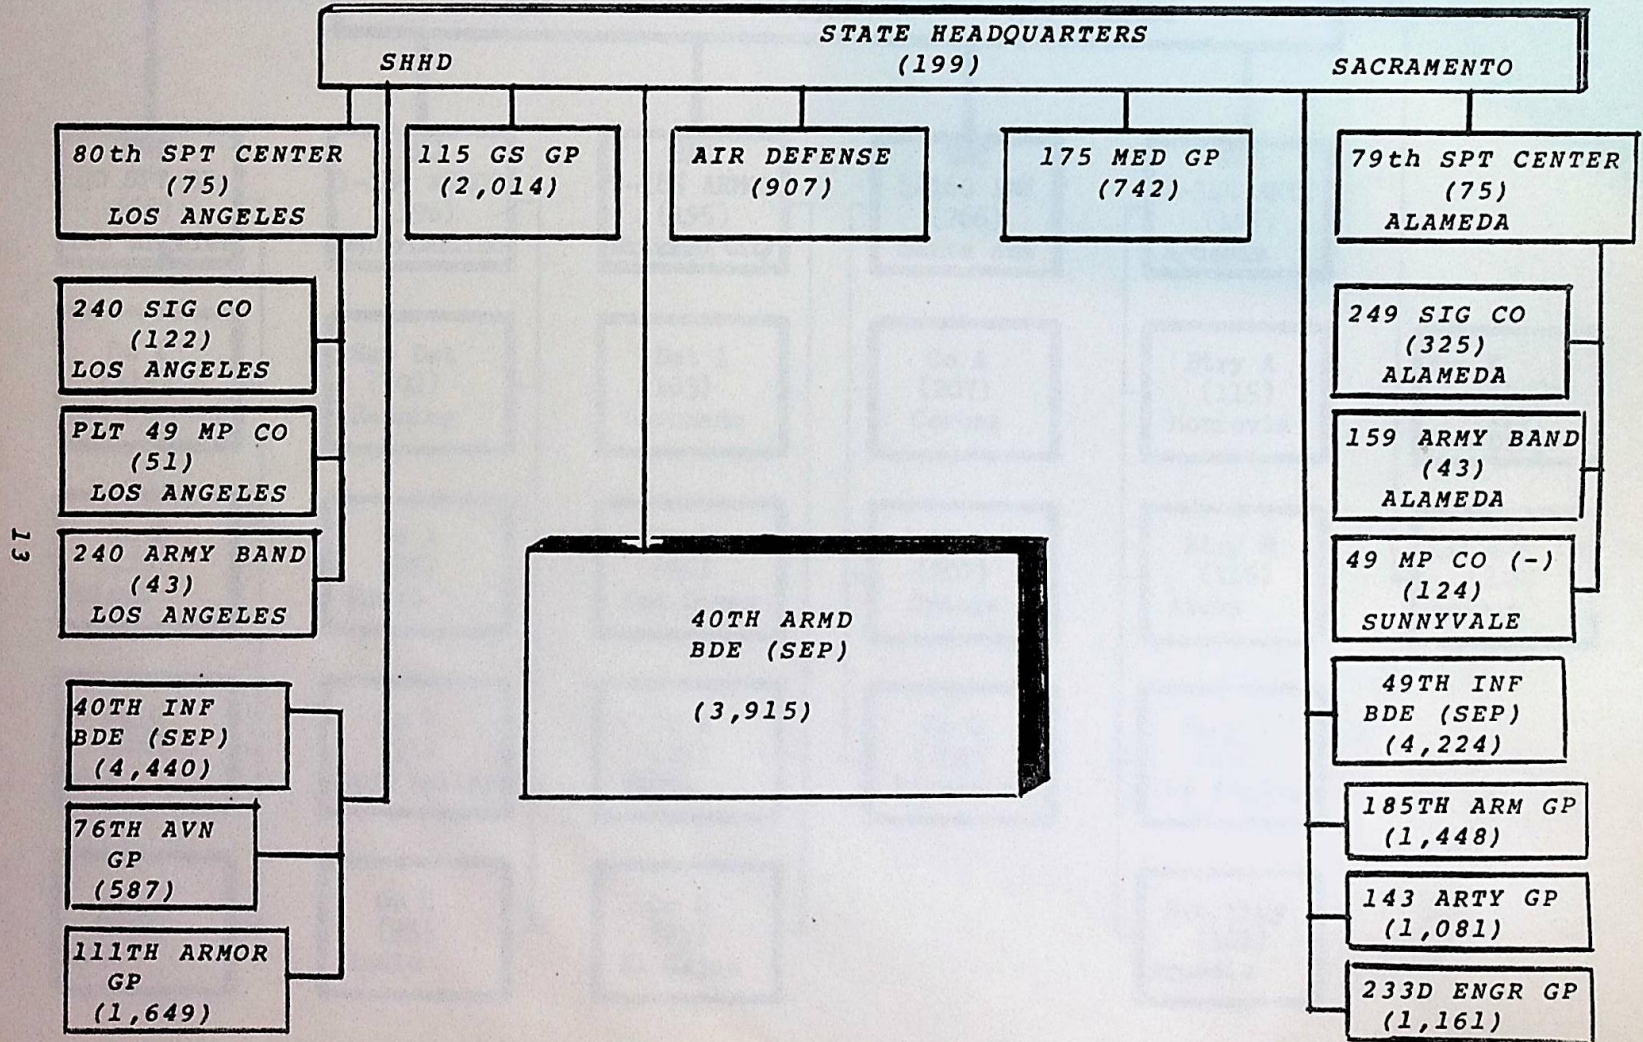 STATE HEADQUARTERS
SHHD (199) SACRAMENTO
80th SPT CENTER
(75)
LOS ANGELES
115 GS GP
(2,014)
AIR DEFENSE
(907)
175 MED GP
(742)
79th SPT CENTER
(75)
ALAMEDA
240 SIG CO
(122)
LOS ANGELES
PLT 49 MP CO
(51)
LOS ANGELES
240 ARMY BAND
(43)
LOS ANGELES
40TH INF
BDE (SEP)
(4,440)
76TH AVN
GP
(587)
111TH ARMOR
GP
(1,649)
40TH ARMD
BDE (SEP)
(3,915)
249 SIG CO
(325)
ALAMEDA
159 ARMY BAND
(43)
ALAMEDA
49 MP CO (-)
(124)
SUNNYVALE
49TH INF
BDE (SEP)
(4,224)
185TH ARM GP
(1,448)
143 ARTY GP
(1,081)
233D ENGR GP
(1,161)
13